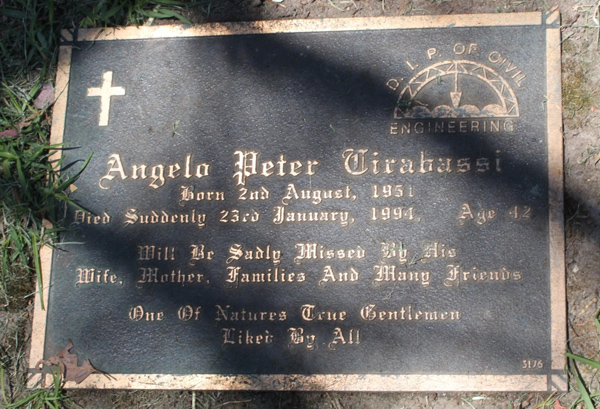 D. I. P. OF CIVIL
ENGINEERING
Angelo Peter Tirabassi
Born 2nd August, 1951
Died Suddenly 23rd January, 1994, Age 42
Will Be Sadly Missed By His
Wife, Mother, Families And Many Friends
One Of Natures True Gentlemen
Liked By All
3176